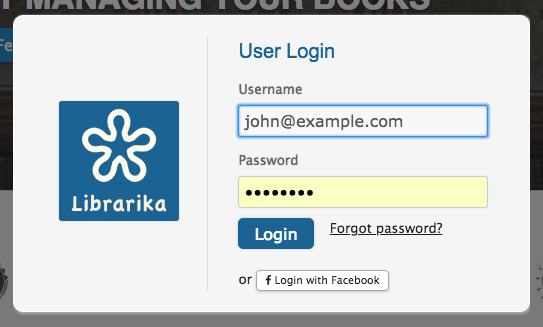 MANAGING YOUR BOOKS
Fe
User Login
Username
john@example.com
Librarika
Password
••••••••
Login
Forgot password?
or
f Login with Facebook